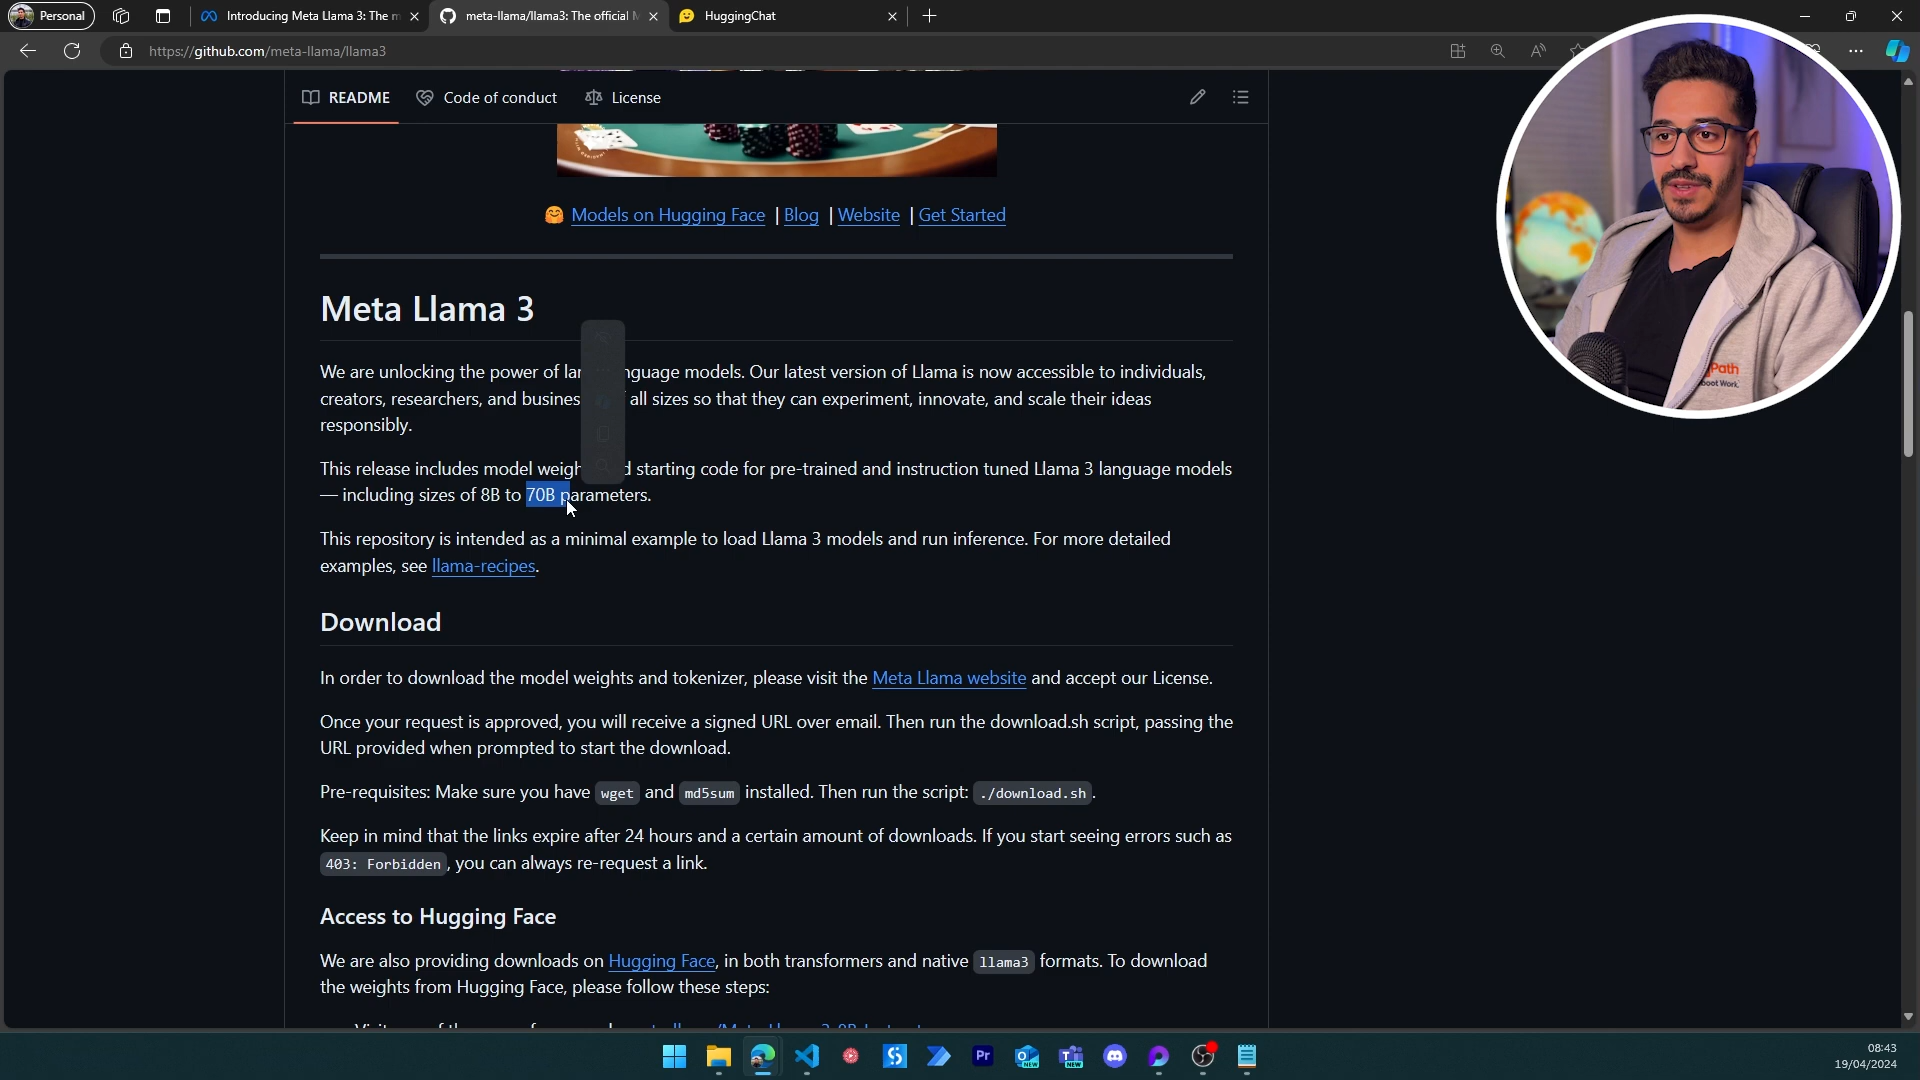 Personal
Introducing Meta Llama 3: The m
meta-llama/llama3: The official M
HuggingChat
https://github.com/meta-llama/llama3
README
Code of conduct
License
Models on Hugging Face | Blog | Website | Get Started
Meta Llama 3
We are unlocking the power of lar nguage models. Our latest version of Llama is now accessible to individuals,
creators, researchers, and busines all sizes so that they can experiment, innovate, and scale their ideas
responsibly.
This release includes model weigh d starting code for pre-trained and instruction tuned Llama 3 language models
— including sizes of 8B to 70B parameters.
This repository is intended as a minimal example to load Llama 3 models and run inference. For more detailed
examples, see llama-recipes.
Download
In order to download the model weights and tokenizer, please visit the Meta Llama website and accept our License.
Once your request is approved, you will receive a signed URL over email. Then run the download.sh script, passing the
URL provided when prompted to start the download.
Pre-requisites: Make sure you have wget and md5sum installed. Then run the script: ./download.sh.
Keep in mind that the links expire after 24 hours and a certain amount of downloads. If you start seeing errors such as
403: Forbidden, you can always re-request a link.
Access to Hugging Face
We are also providing downloads on Hugging Face, in both transformers and native llama3 formats. To download
the weights from Hugging Face, please follow these steps:
Path
boot Work.
Pr
NEW
NEW
08:43
19/04/2024